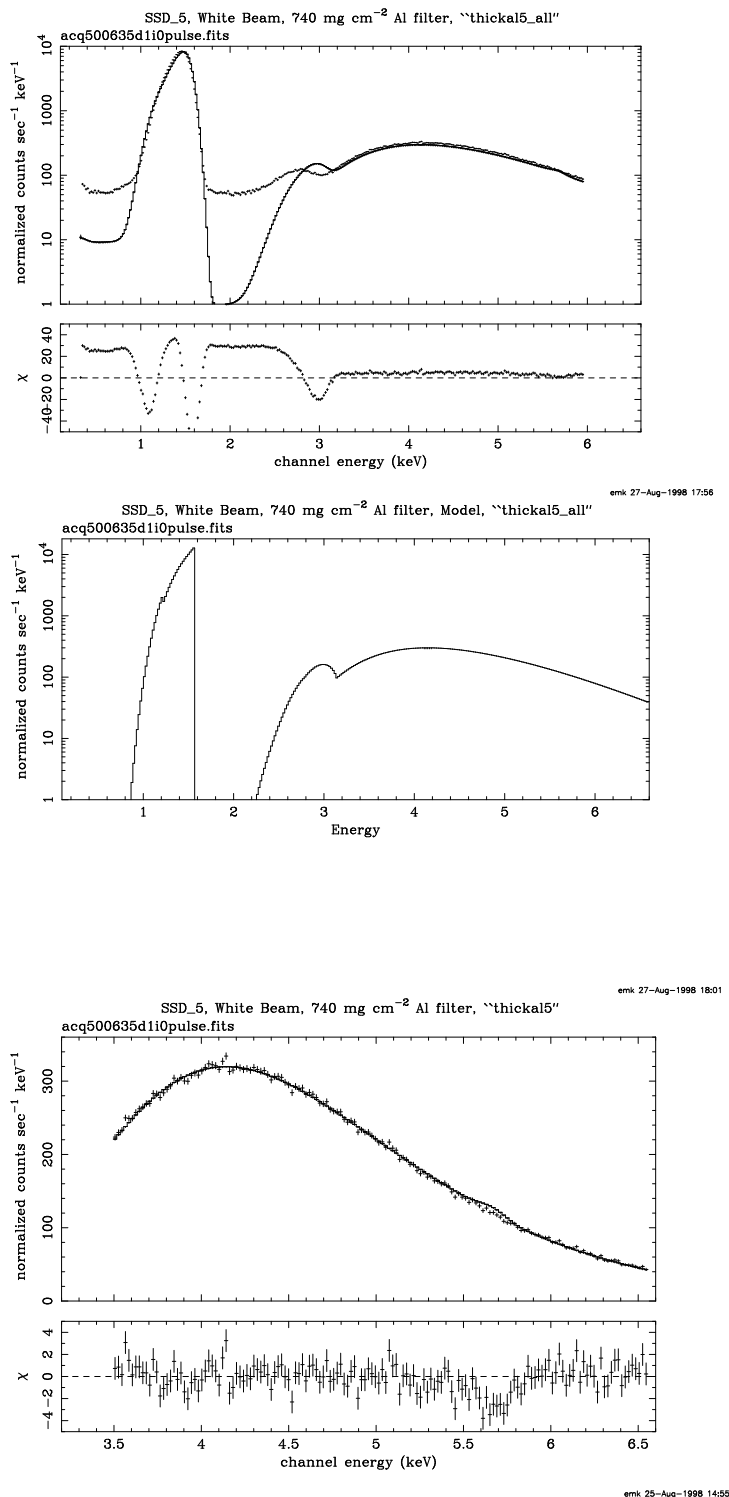 SSD_5, White Beam, 740 mg cm−2 Al filter, ``thickal5_all''
acq500635d1i0pulse.fits
normalized counts sec−1 keV−1
10^4
1000
100
10
1
χ
40
20
0
−20
−40
1 2 3 4 5 6
channel energy (keV)
emk 27−Aug−1998 17:56
SSD_5, White Beam, 740 mg cm−2 Al filter, Model, ``thickal5_all''
acq500635d1i0pulse.fits
normalized counts sec−1 keV−1
10^4
1000
100
10
1
1 2 3 4 5 6
Energy
emk 27−Aug−1998 18:01
SSD_5, White Beam, 740 mg cm−2 Al filter, ``thickal5''
acq500635d1i0pulse.fits
normalized counts sec−1 keV−1
300
200
100
0
χ
4
2
0
−2
−4
3.5 4 4.5 5 5.5 6 6.5
channel energy (keV)
emk 25−Aug−1998 14:55